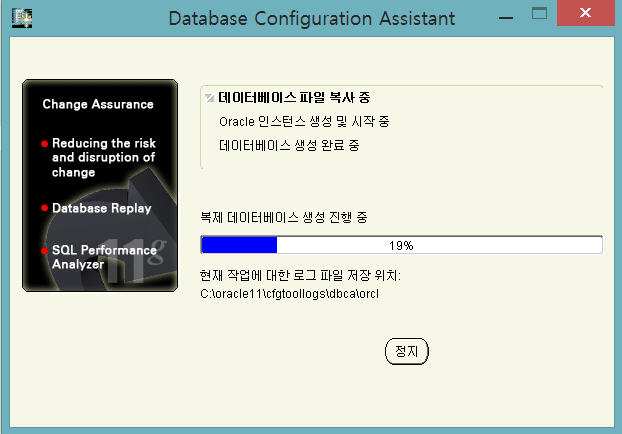 Database Configuration Assistant
Change Assurance
Reducing the risk
and disruption of
change
Database Replay
SQL Performance
Analyzer
11g
데이터베이스 파일 복사 중
Oracle 인스턴스 생성 및 시작 중
데이터베이스 생성 완료 중
복제 데이터베이스 생성 진행 중
19%
현재 작업에 대한 로그 파일 저장 위치:
C:\oracle11\cfgtoollogs\dbca\orcl
정지